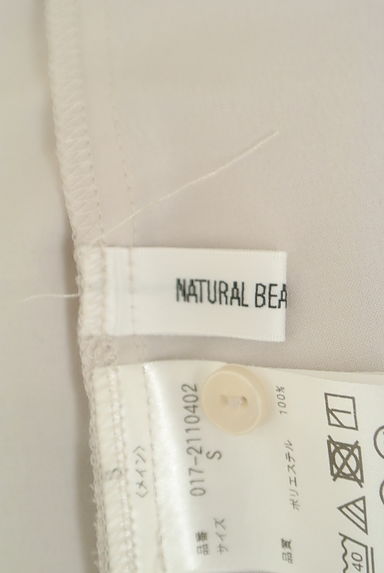 NATURAL BEA
S
〈メイン〉
品番 017-2110402
サイズ S
品質 ポリエステル 100%
40